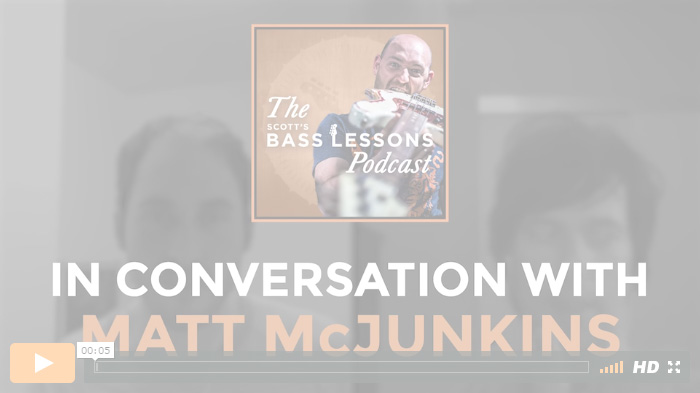 The
SCOTT'S
BASS LESSONS
Podcast
IN CONVERSATION WITH
MATT McJUNKINS
00:05
HD